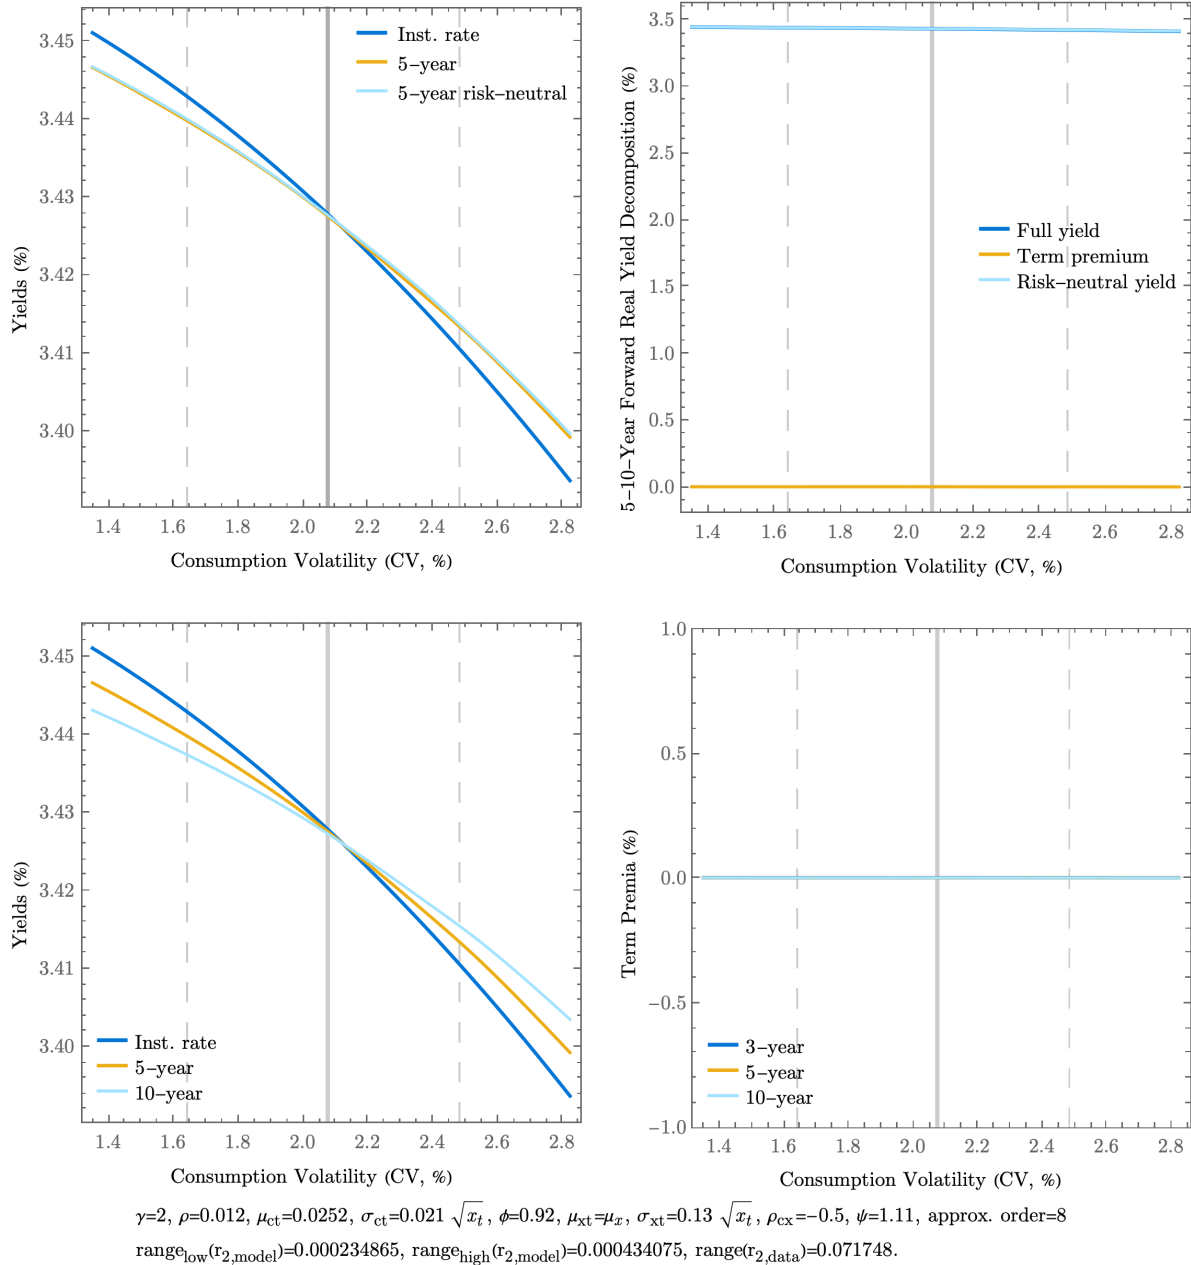 3.45
3.44
3.43
3.42
3.41
3.40
Yields (%)
Inst. rate
5−year
5−year risk−neutral
1.4 1.6 1.8 2.0 2.2 2.4 2.6 2.8
Consumption Volatility (CV, %)
3.5
3.0
2.5
2.0
1.5
1.0
0.5
0.0
5−10−Year Forward Real Yield Decomposition (%)
Full yield
Term premium
Risk−neutral yield
1.4 1.6 1.8 2.0 2.2 2.4 2.6 2.8
Consumption Volatility (CV, %)
3.45
3.44
3.43
3.42
3.41
3.40
Yields (%)
Inst. rate
5−year
10−year
1.4 1.6 1.8 2.0 2.2 2.4 2.6 2.8
Consumption Volatility (CV, %)
1.0
0.5
0.0
−0.5
−1.0
Term Premia (%)
3−year
5−year
10−year
1.4 1.6 1.8 2.0 2.2 2.4 2.6 2.8
Consumption Volatility (CV, %)
γ=2, ρ=0.012, μct=0.0252, σct=0.021 √xt, ϕ=0.92, μxt=μx, σxt=0.13 √xt, ρcx=−0.5, ψ=1.11, approx. order=8
rangelow(r2,model)=0.000234865, rangehigh(r2,model)=0.000434075, range(r2,data)=0.071748.